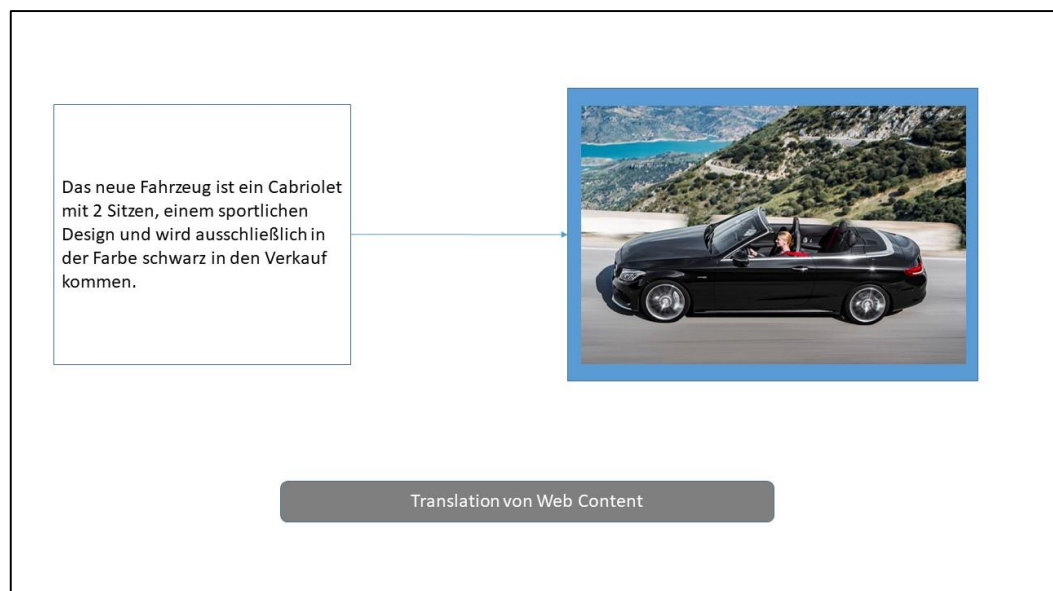 Das neue Fahrzeug ist ein Cabriolet
mit 2 Sitzen, einem sportlichen
Design und wird ausschließlich in
der Farbe schwarz in den Verkauf
kommen.
Translation von Web Content